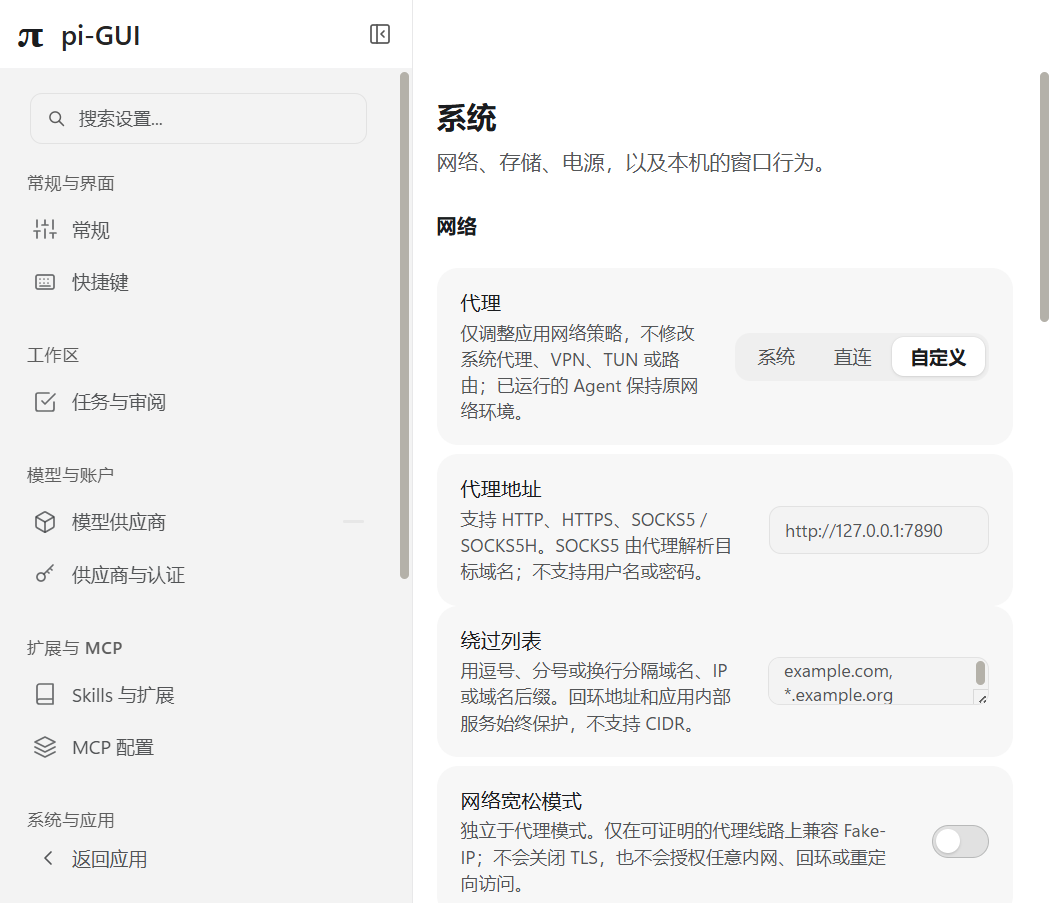 π pi-GUI
搜索设置...
常规与界面
常规
快捷键
工作区
任务与审阅
模型与账户
模型供应商
供应商与认证
扩展与 MCP
Skills 与扩展
MCP 配置
系统与应用
返回应用
系统
网络、存储、电源，以及本机的窗口行为。
网络
代理
仅调整应用网络策略，不修改
系统代理、VPN、TUN 或路
由；已运行的 Agent 保持原网
络环境。
系统 直连 自定义
代理地址
支持 HTTP、HTTPS、SOCKS5 /
SOCKS5H。SOCKS5 由代理解析目
标域名；不支持用户名或密码。
http://127.0.0.1:7890
绕过列表
用逗号、分号或换行分隔域名、IP
或域名后缀。回环地址和应用内部
服务始终保护，不支持 CIDR。
example.com,
*.example.org
网络宽松模式
独立于代理模式。仅在可证明的代理线路上兼容 Fake-
IP；不会关闭 TLS，也不会授权任意内网、回环或重定
向访问。